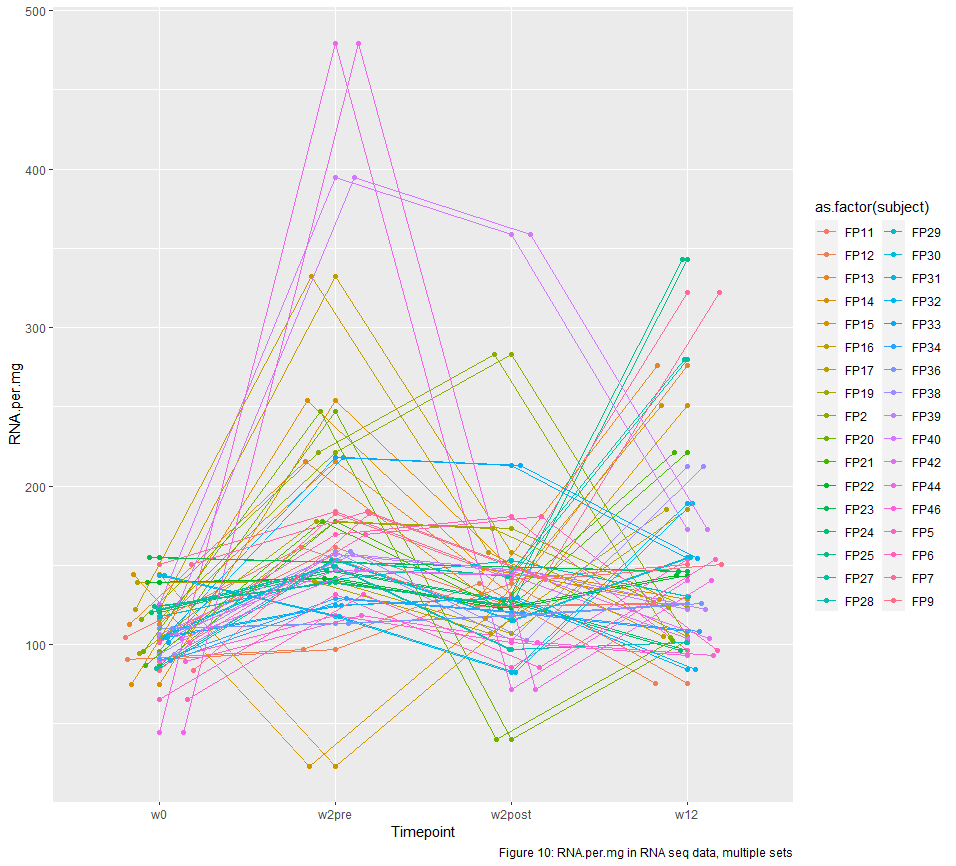 500
400
300
200
100
RNA.per.mg
w0
w2pre
w2post
w12
Timepoint
Figure 10: RNA.per.mg in RNA seq data, multiple sets
as.factor(subject)
FP11
FP12
FP13
FP14
FP15
FP16
FP17
FP19
FP2
FP20
FP21
FP22
FP23
FP24
FP25
FP27
FP28
FP29
FP30
FP31
FP32
FP33
FP34
FP36
FP38
FP39
FP40
FP42
FP44
FP46
FP5
FP6
FP7
FP9